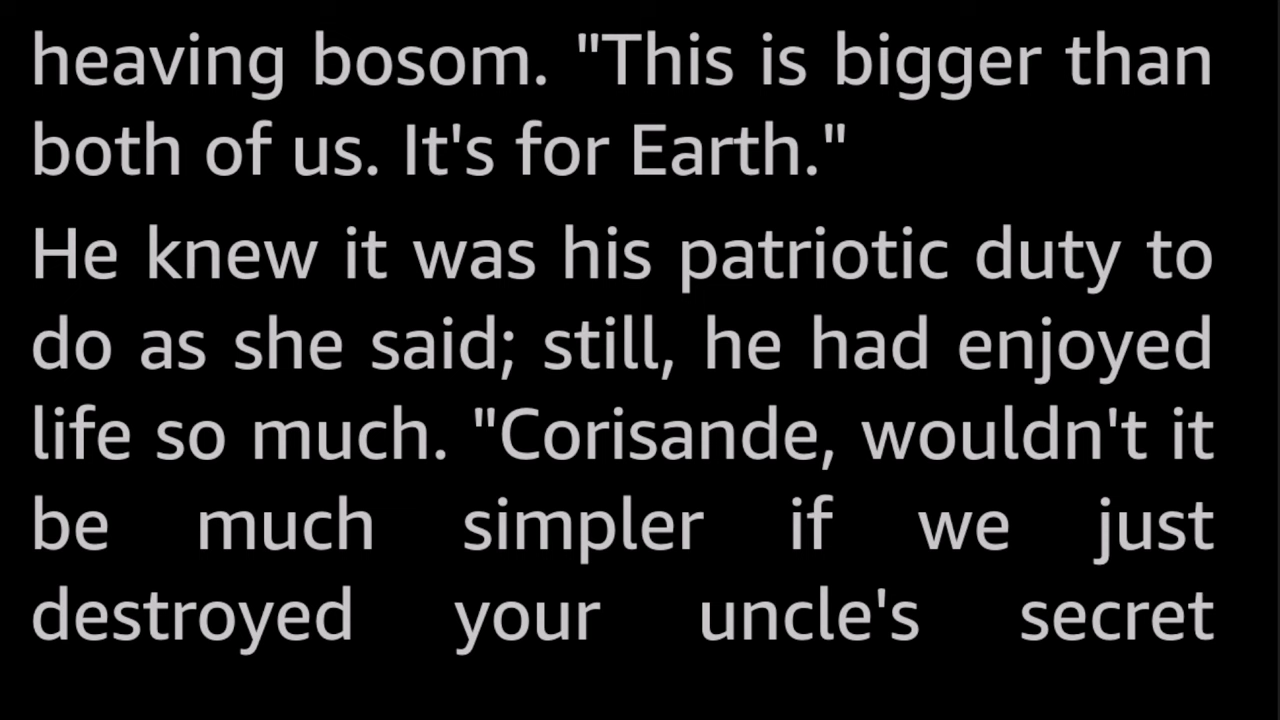 heaving bosom. "This is bigger than
both of us. It's for Earth."
He knew it was his patriotic duty to
do as she said; still, he had enjoyed
life so much. "Corisande, wouldn't it
be much simpler if we just
destroyed your uncle's secret